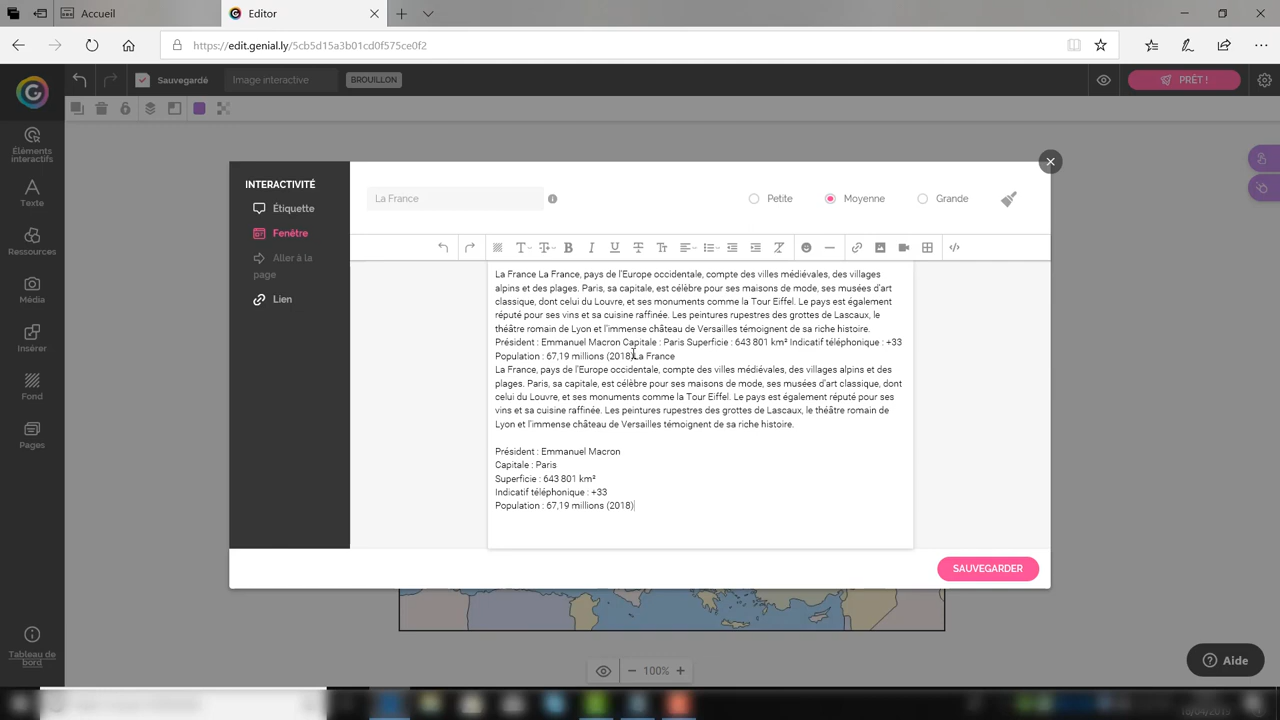 Accueil
Editor
https://edit.genial.ly/5cb5d15a3b01cd0f575ce0f2
Sauvegardé
Image interactive
BROUILLON
PRÊT !
Éléments
interactifs
Texte
Ressources
Média
Insérer
Fond
Pages
Tableau de
bord
INTERACTIVITÉ
Étiquette
Fenêtre
Aller à la
page
Lien
La France
Petite
Moyenne
Grande
La France La France, pays de l'Europe occidentale, compte des villes médiévales, des villages
alpins et des plages. Paris, sa capitale, est célèbre pour ses maisons de mode, ses musées d'art
classique, dont celui du Louvre, et ses monuments comme la Tour Eiffel. Le pays est également
réputé pour ses vins et sa cuisine raffinée. Les peintures rupestres des grottes de Lascaux, le
théâtre romain de Lyon et l'immense château de Versailles témoignent de sa riche histoire.
Président : Emmanuel Macron Capitale : Paris Superficie : 643 801 km² Indicatif téléphonique : +33
Population : 67,19 millions (2018)La France
La France, pays de l'Europe occidentale, compte des villes médiévales, des villages alpins et des
plages. Paris, sa capitale, est célèbre pour ses maisons de mode, ses musées d'art classique, dont
celui du Louvre, et ses monuments comme la Tour Eiffel. Le pays est également réputé pour ses
vins et sa cuisine raffinée. Les peintures rupestres des grottes de Lascaux, le théâtre romain de
Lyon et l'immense château de Versailles témoignent de sa riche histoire.
Président : Emmanuel Macron
Capitale : Paris
Superficie : 643 801 km²
Indicatif téléphonique : +33
Population : 67,19 millions (2018)
SAUVEGARDER
100%
Aide